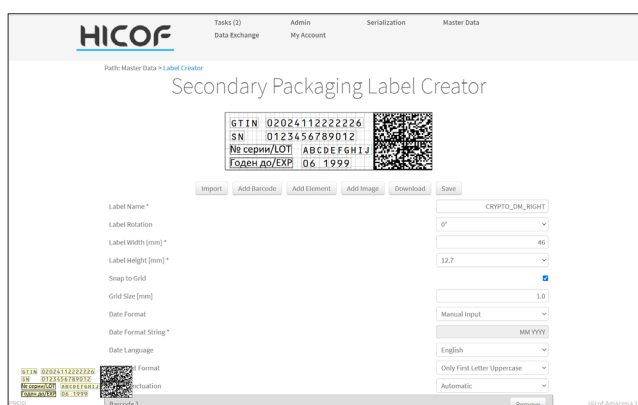 HICOF
Tasks (2) Admin Serialization Master Data
Data Exchange My Account
Path: Master Data > Label Creator
Secondary Packaging Label Creator
GTIN 02024112222226
SN 0123456789012
№ серии/LOT ABCDEFGHIJ
Годен до/EXP 06 1999
Import Add Barcode Add Element Add Image Download Save
Label Name * CRYPTO_DM_RIGHT
Label Rotation 0°
Label Width [mm] * 46
Label Height [mm] * 12.7
Snap to Grid
Grid Size [mm] 1.0
Date Format Manual Input
Date Format String * MM YYYY
Date Language English
Format Only First Letter Uppercase
Automatic
GTIN 02024112222226
SN 0123456789012
№ серии/LOT ABCDEFGHIJ
Годен до/EXP 06 1999
Barcode 1 Remove